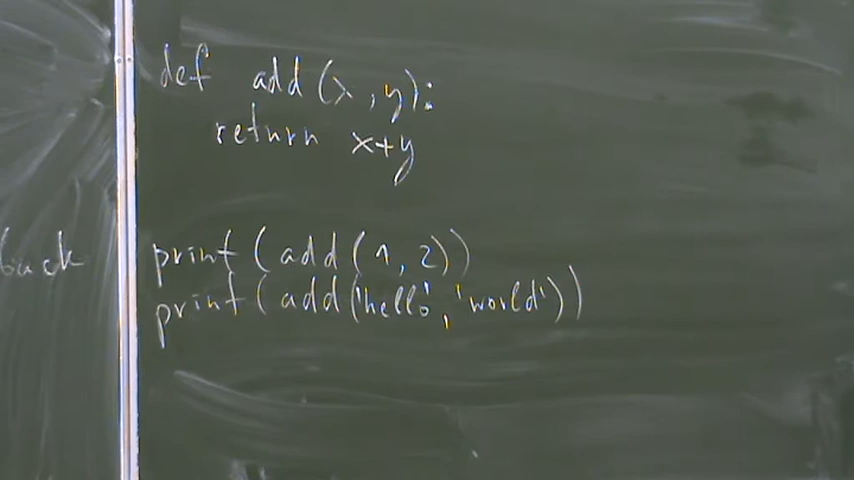 def add(x,y):
return x+y
print(add(1,2))
print(add('hello','world'))